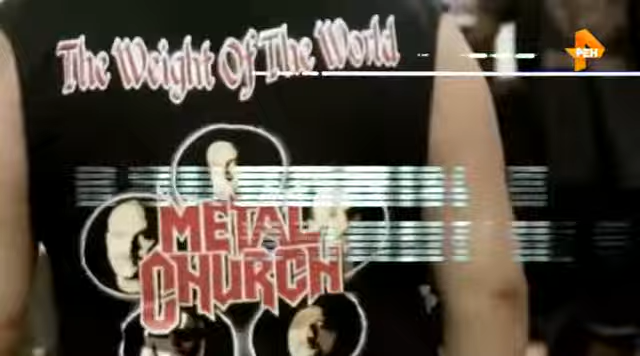 The Weight Of The World
РЕН
METAL
CHURCH